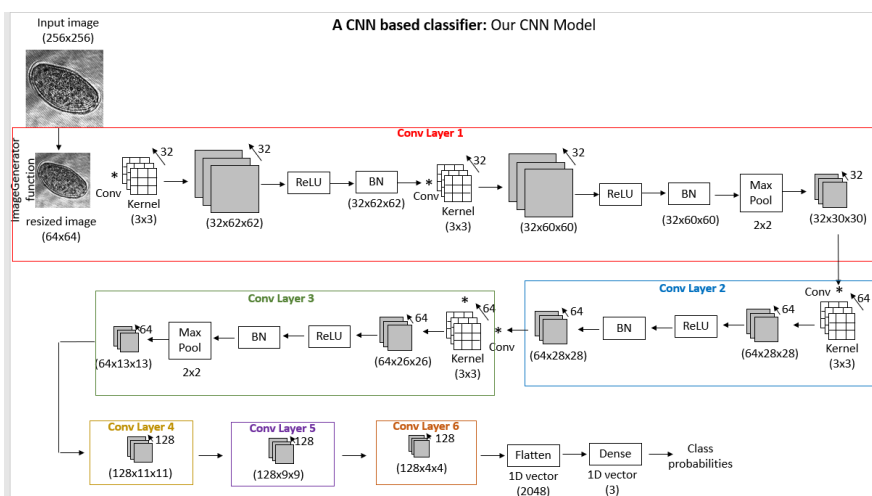 A CNN based classifier: Our CNN Model
Input image
(256x256)
Conv Layer 1
ImageGenerator
function
resized image
(64x64)
*
Conv
32
Kernel
(3x3)
32
(32x62x62)
ReLU
BN
(32x62x62)
*
Conv
32
Kernel
(3x3)
32
(32x60x60)
ReLU
BN
(32x60x60)
Max
Pool
2x2
32
(32x30x30)
Conv Layer 2
Conv *
64
Kernel
(3x3)
64
(64x28x28)
ReLU
BN
64
(64x28x28)
*
Conv
Conv Layer 3
*
64
Kernel
(3x3)
64
(64x26x26)
ReLU
BN
Max
Pool
2x2
64
(64x13x13)
Conv Layer 4
128
(128x11x11)
Conv Layer 5
128
(128x9x9)
Conv Layer 6
128
(128x4x4)
Flatten
1D vector
(2048)
Dense
1D vector
(3)
Class
probabilities